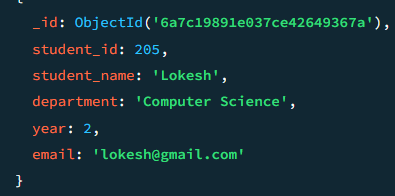 {
_id: ObjectId('6a7c19891e037ce42649367a'),
student_id: 205,
student_name: 'Lokesh',
department: 'Computer Science',
year: 2,
email: 'lokesh@gmail.com'
}